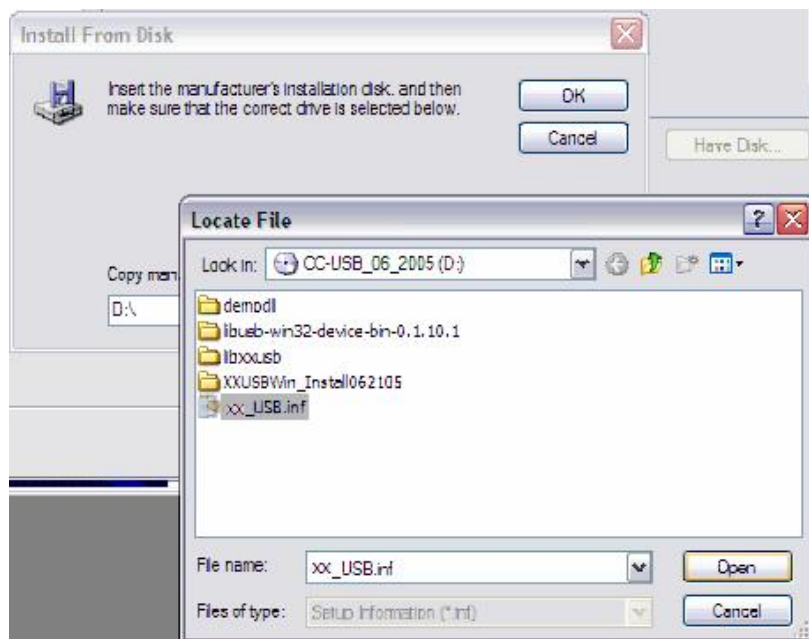 Install From Disk
Insert the manufacturer's installation disk, and then
make sure that the correct drive is selected below.
OK
Cancel
Have Disk...
Locate File
Look in: CC-USB_06_2005 (D:)
Copy man
D:\
demodll
libusb-win32-device-bin-0.1.10.1
libxxusb
XXUSBWin_Install062105
xx_USB.inf
File name: xx_USB.inf
Open
Files of type: Setup Information (*.inf)
Cancel